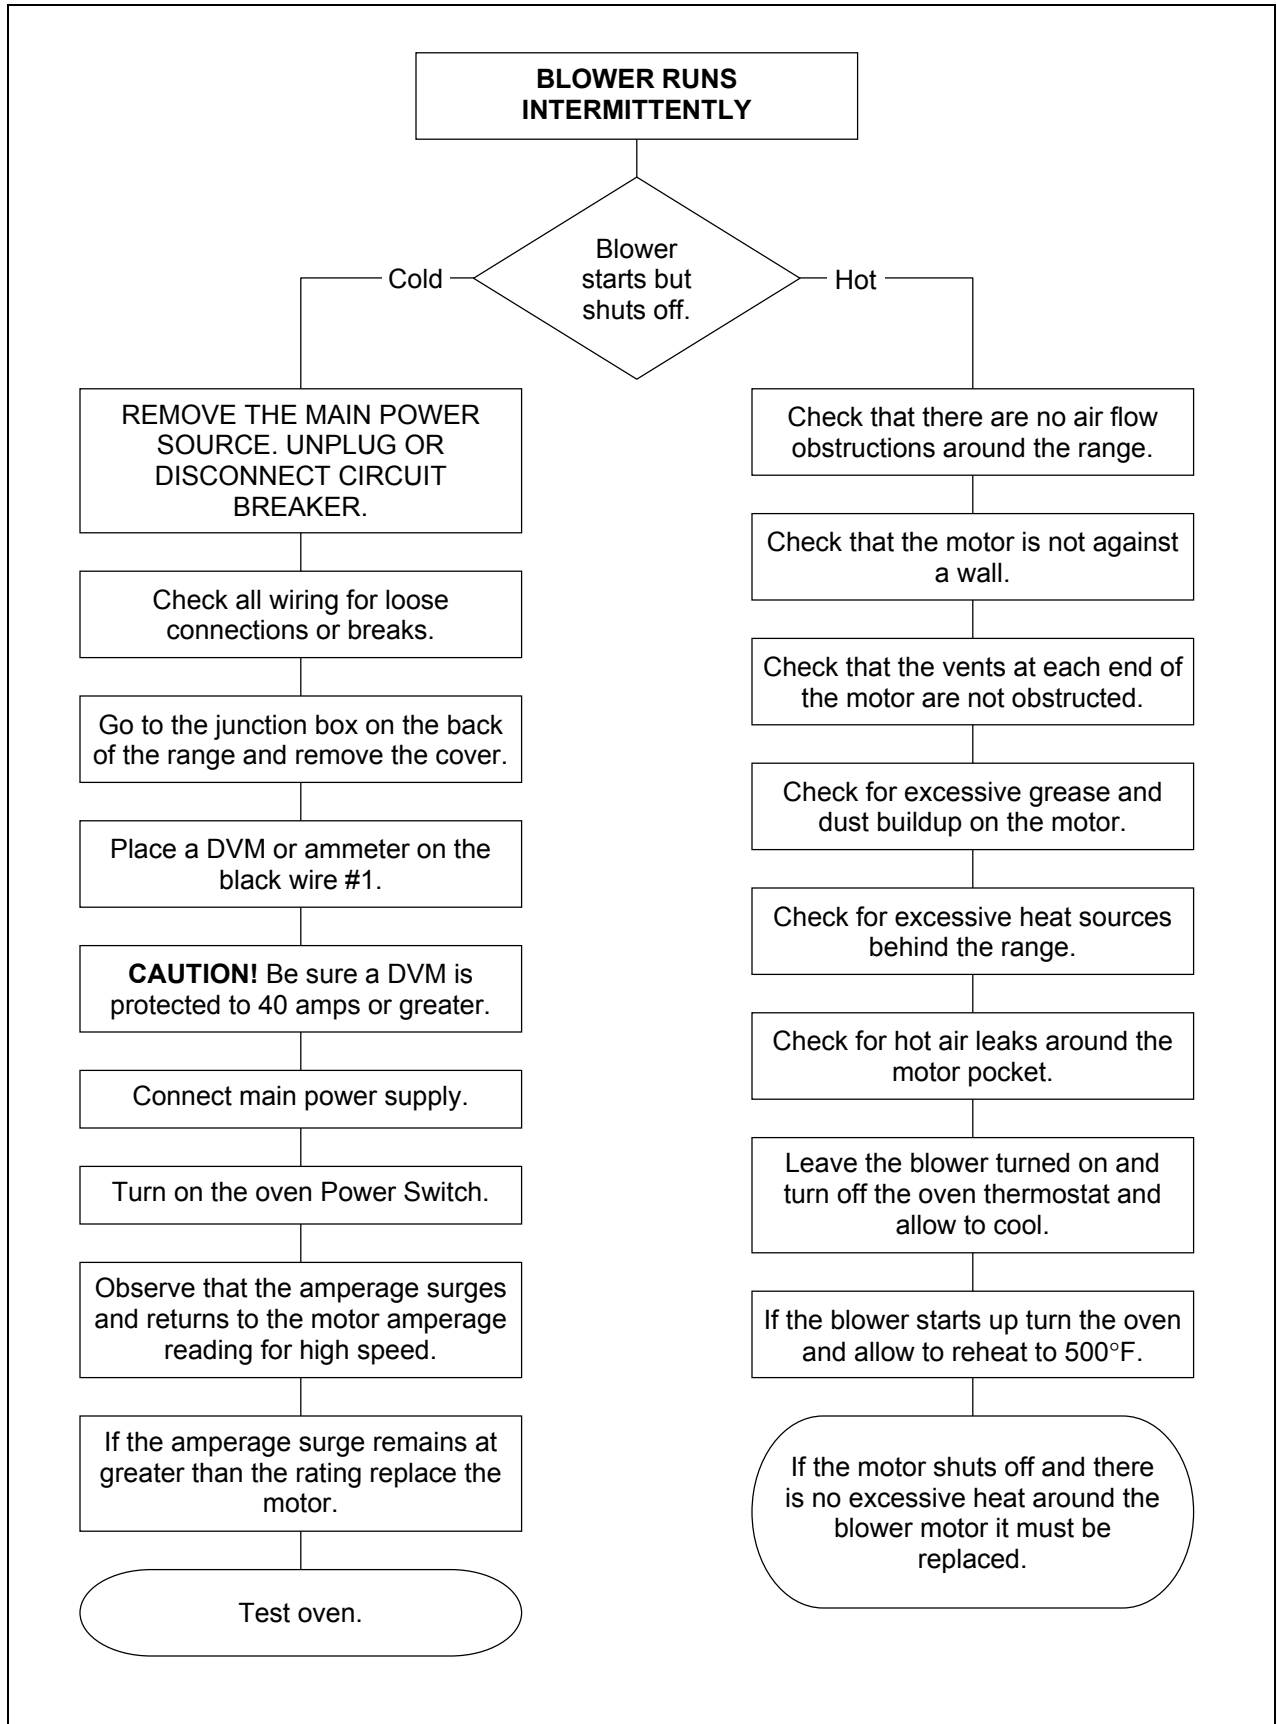 BLOWER RUNS
INTERMITTENTLY
Blower
starts but
shuts off.
Cold
Hot
REMOVE THE MAIN POWER
SOURCE. UNPLUG OR
DISCONNECT CIRCUIT
BREAKER.
Check all wiring for loose
connections or breaks.
Go to the junction box on the back
of the range and remove the cover.
Place a DVM or ammeter on the
black wire #1.
CAUTION! Be sure a DVM is
protected to 40 amps or greater.
Connect main power supply.
Turn on the oven Power Switch.
Observe that the amperage surges
and returns to the motor amperage
reading for high speed.
If the amperage surge remains at
greater than the rating replace the
motor.
Test oven.
Check that there are no air flow
obstructions around the range.
Check that the motor is not against
a wall.
Check that the vents at each end of
the motor are not obstructed.
Check for excessive grease and
dust buildup on the motor.
Check for excessive heat sources
behind the range.
Check for hot air leaks around the
motor pocket.
Leave the blower turned on and
turn off the oven thermostat and
allow to cool.
If the blower starts up turn the oven
and allow to reheat to 500°F.
If the motor shuts off and there
is no excessive heat around the
blower motor it must be
replaced.